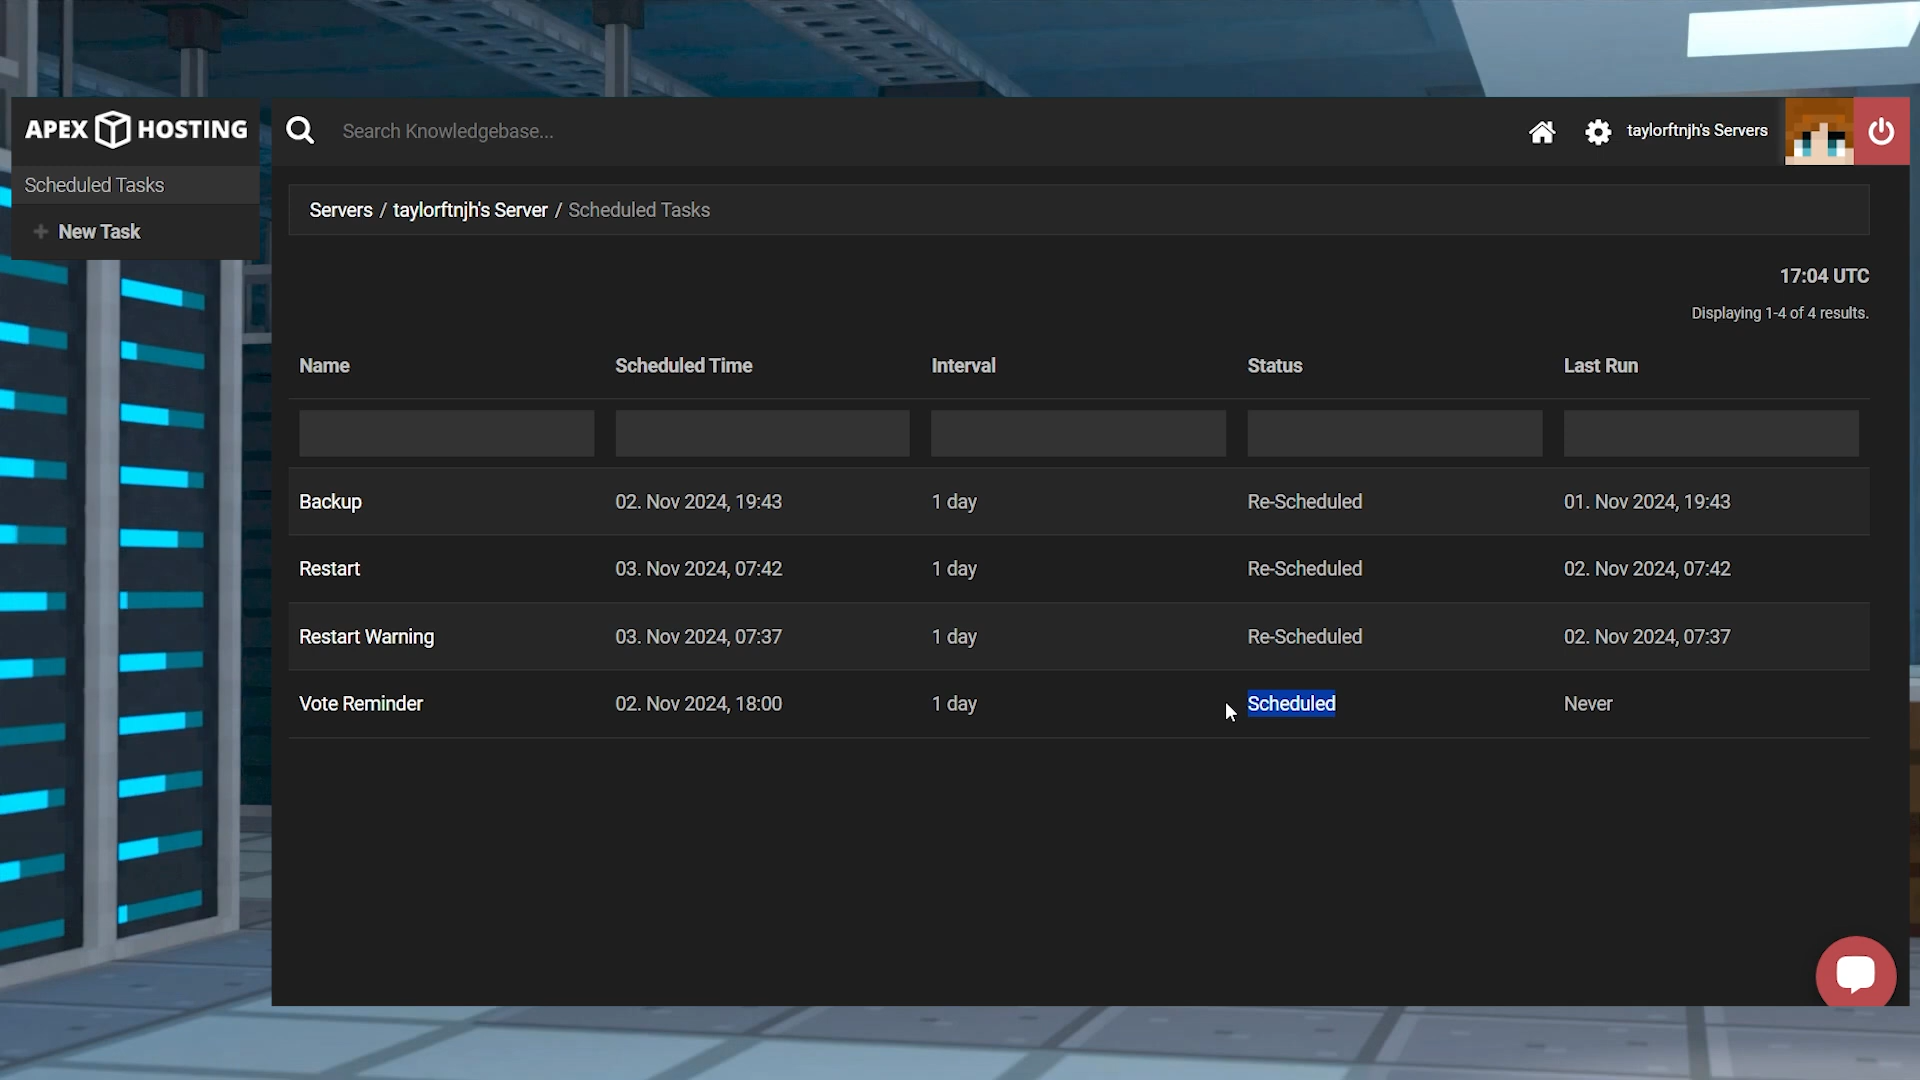 APEX HOSTING
Search Knowledgebase...
taylorftnjh's Servers
Scheduled Tasks
New Task
Servers / taylorftnjh's Server / Scheduled Tasks
17:04 UTC
Displaying 1-4 of 4 results.
Name Scheduled Time Interval Status Last Run
Backup 02. Nov 2024, 19:43 1 day Re-Scheduled 01. Nov 2024, 19:43
Restart 03. Nov 2024, 07:42 1 day Re-Scheduled 02. Nov 2024, 07:42
Restart Warning 03. Nov 2024, 07:37 1 day Re-Scheduled 02. Nov 2024, 07:37
Vote Reminder 02. Nov 2024, 18:00 1 day Scheduled Never